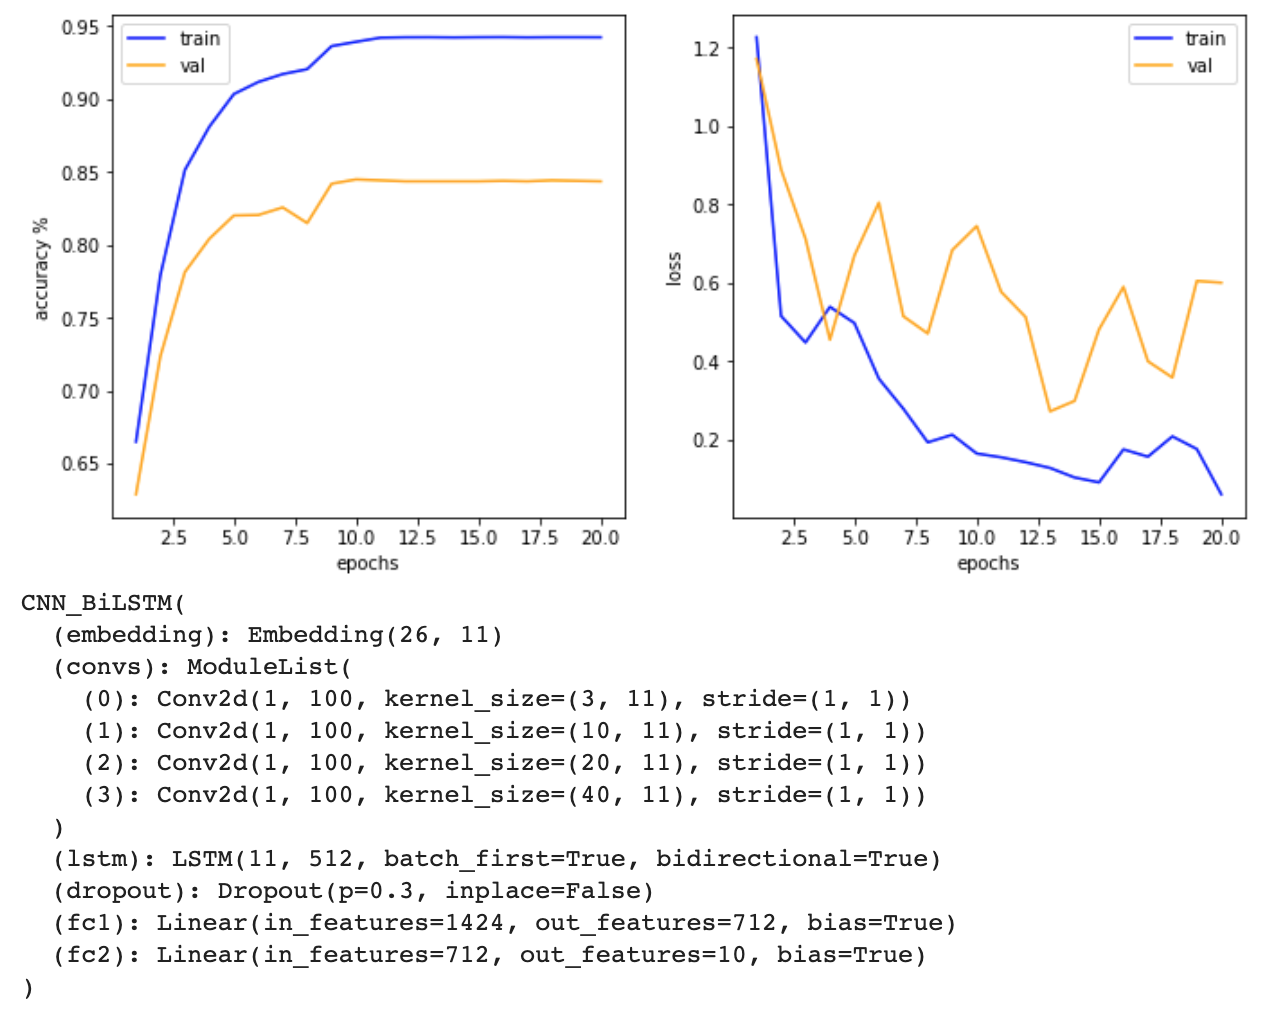 0.95
0.90
0.85
0.80
0.75
0.70
0.65
accuracy %
train
val
2.5 5.0 7.5 10.0 12.5 15.0 17.5 20.0
epochs
1.2
1.0
0.8
0.6
0.4
0.2
loss
train
val
2.5 5.0 7.5 10.0 12.5 15.0 17.5 20.0
epochs
CNN_BiLSTM(
  (embedding): Embedding(26, 11)
  (convs): ModuleList(
    (0): Conv2d(1, 100, kernel_size=(3, 11), stride=(1, 1))
    (1): Conv2d(1, 100, kernel_size=(10, 11), stride=(1, 1))
    (2): Conv2d(1, 100, kernel_size=(20, 11), stride=(1, 1))
    (3): Conv2d(1, 100, kernel_size=(40, 11), stride=(1, 1))
  )
  (lstm): LSTM(11, 512, batch_first=True, bidirectional=True)
  (dropout): Dropout(p=0.3, inplace=False)
  (fc1): Linear(in_features=1424, out_features=712, bias=True)
  (fc2): Linear(in_features=712, out_features=10, bias=True)
)